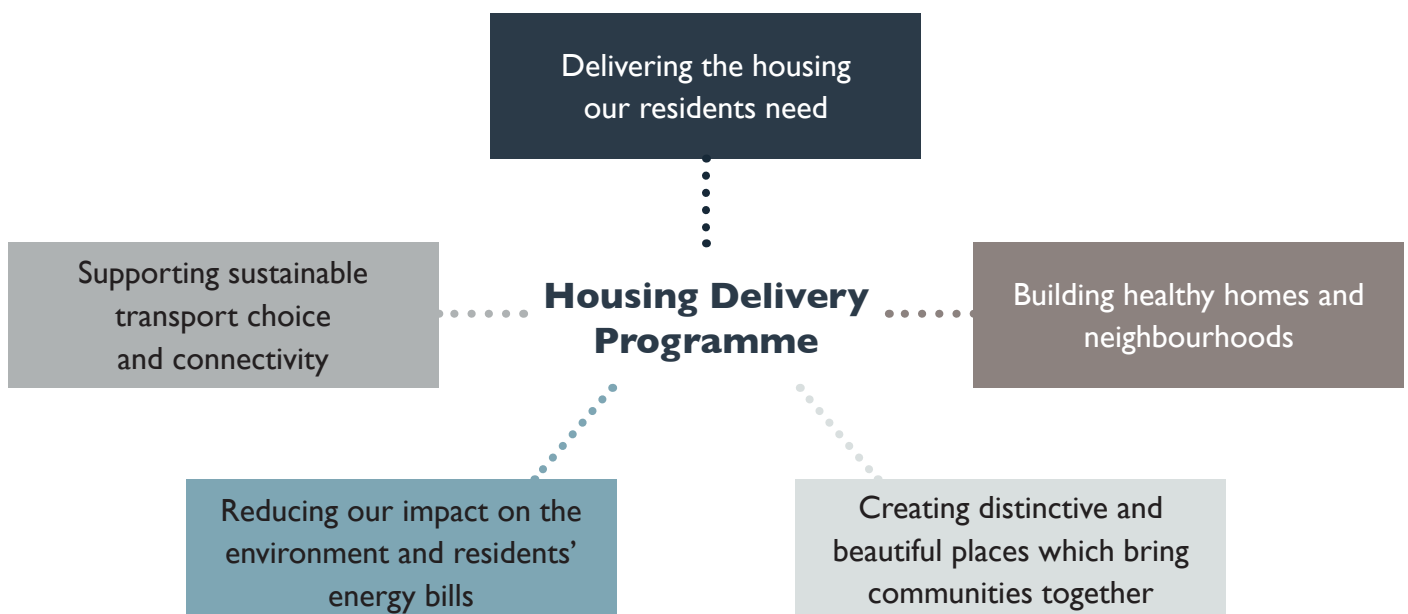 Delivering the housing
our residents need
Supporting sustainable
transport choice
and connectivity
Housing Delivery
Programme
Building healthy homes and
neighbourhoods
Reducing our impact on the
environment and residents’
energy bills
Creating distinctive and
beautiful places which bring
communities together